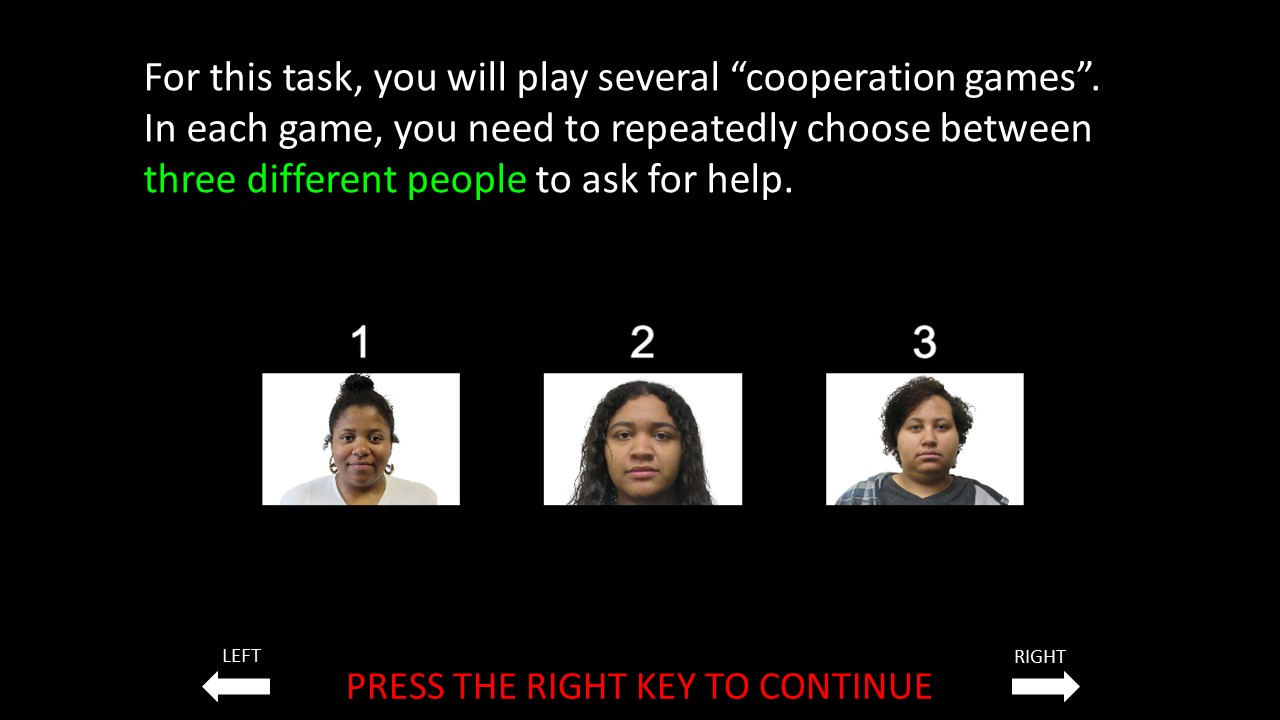 For this task, you will play several “cooperation games”.
In each game, you need to repeatedly choose between
three different people to ask for help.
1 2 3
LEFT RIGHT
PRESS THE RIGHT KEY TO CONTINUE